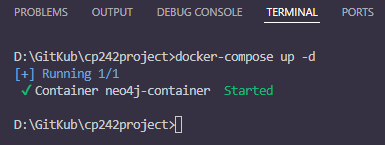 PROBLEMS OUTPUT DEBUG CONSOLE TERMINAL PORTS
D:\GitKub\cp242project>docker-compose up -d
[+] Running 1/1
✓ Container neo4j-container Started
D:\GitKub\cp242project>